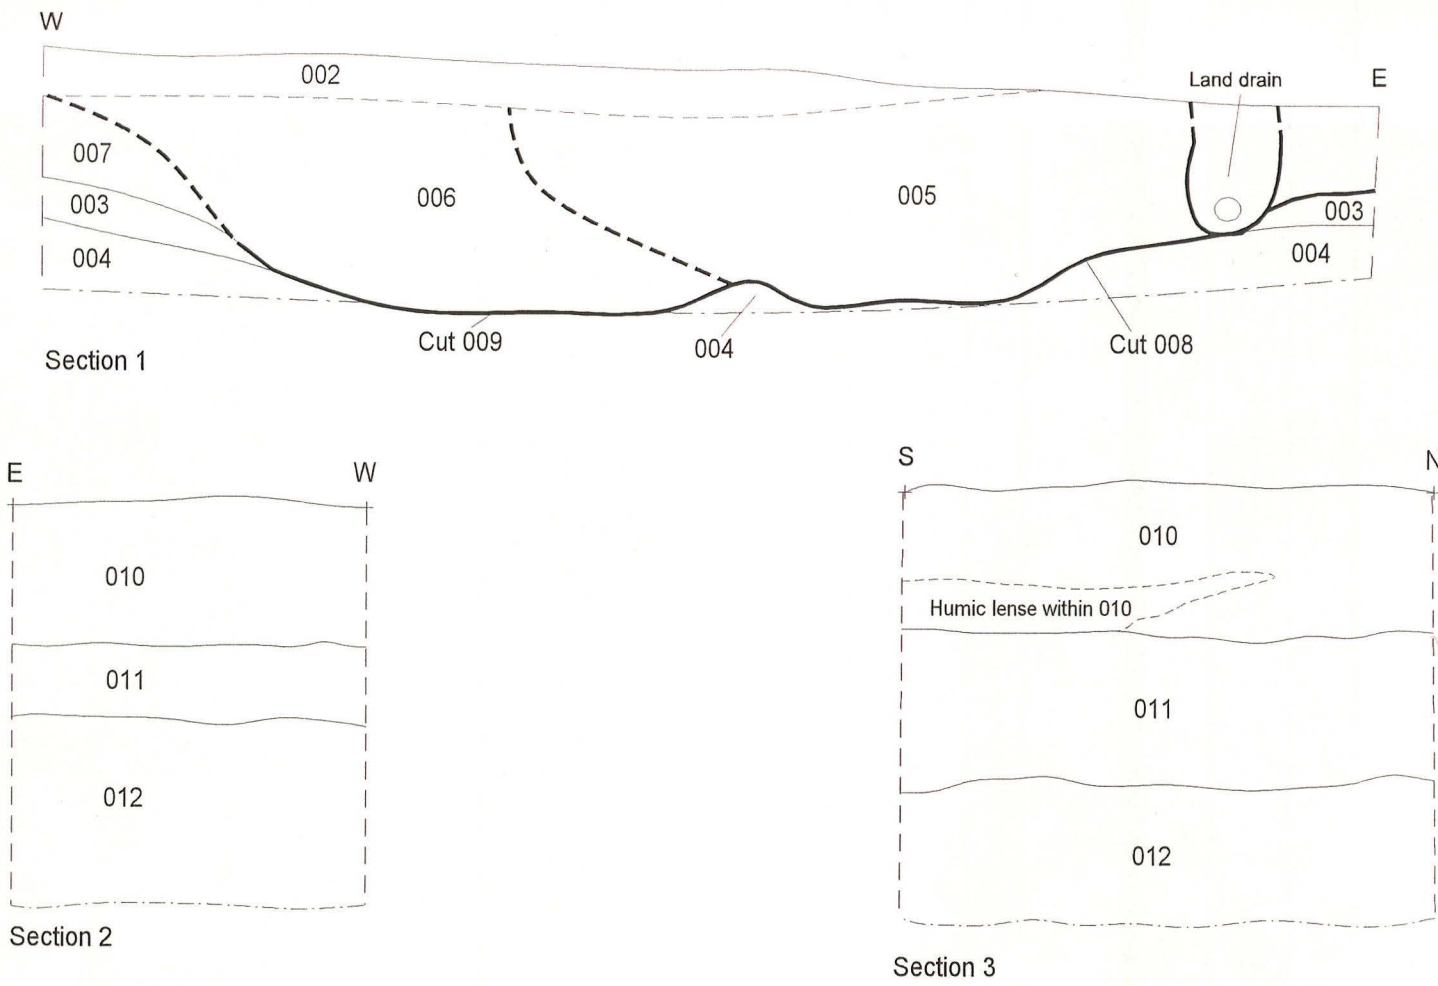 W
002
Land drain
E
007
006
005
003
003
004
004
Cut 009
004
Cut 008
Section 1
E
W
S
N
010
010
Humic lense within 010
011
011
012
012
Section 2
Section 3